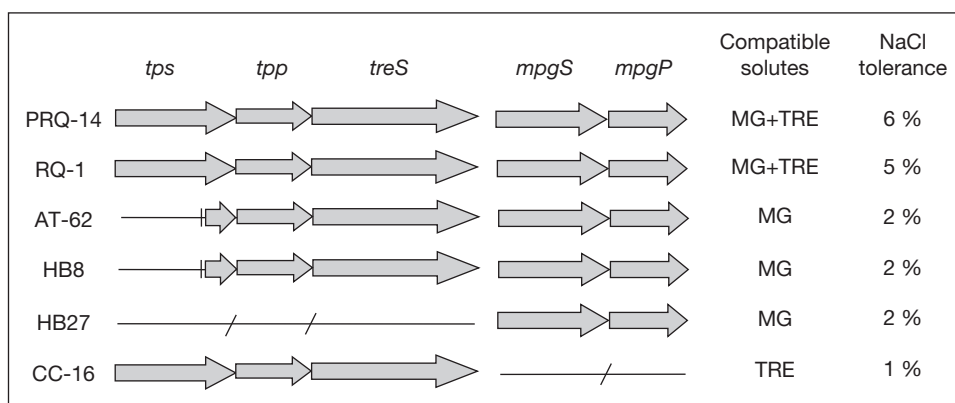 tps tpp treS mpgS mpgP Compatible solutes NaCl tolerance
PRQ-14 MG+TRE 6 %
RQ-1 MG+TRE 5 %
AT-62 MG 2 %
HB8 MG 2 %
HB27 MG 2 %
CC-16 TRE 1 %